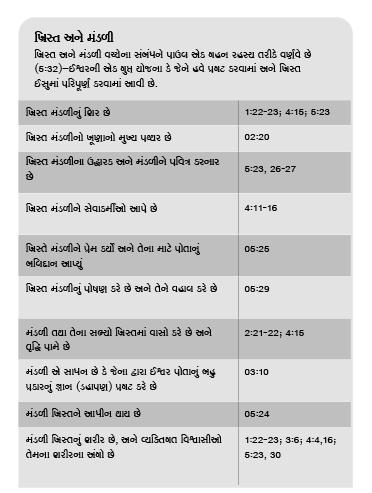 ખ્રિસ્ત અને મંડળી
ખ્રિસ્ત અને મંડળી વચ્ચેના સંબંધને પાઉલ એક ગહન રહસ્ય તરીકે વર્ણવે છે
(5:32)–ઈશ્વરની એક ગુપ્ત યોજના કે જેને હવે પ્રગટ કરવામાં અને ખ્રિસ્ત
ઈસુમાં પરિપૂર્ણ કરવામાં આવી છે.
ખ્રિસ્ત મંડળીનું શિર છે 1:22-23; 4:15; 5:23
ખ્રિસ્ત મંડળીનો ખૂણાનો મુખ્ય પથ્થર છે 02:20
ખ્રિસ્ત મંડળીના ઉદ્ધારક અને મંડળીને પવિત્ર કરનાર
છે 5:23, 26-27
ખ્રિસ્ત મંડળીને સેવાકર્મીઓ આપે છે 4:11-16
ખ્રિસ્તે મંડળીને પ્રેમ કર્યો અને તેના માટે પોતાનું
બલિદાન આપ્યું 05:25
ખ્રિસ્ત મંડળીનું પોષણ કરે છે અને તેને વહાલ કરે છે 05:29
મંડળી તથા તેના સભ્યો ખ્રિસ્તમાં વાસો કરે છે અને
વૃદ્ધિ પામે છે 2:21-22; 4:15
મંડળી એ સાધન છે કે જેના દ્વારા ઈશ્વર પોતાનું બહુ
પ્રકારનું જ્ઞાન (ડહાપણ) પ્રગટ કરે છે 03:10
મંડળી ખ્રિસ્તને આધીન થાય છે 05:24
મંડળી ખ્રિસ્તનું શરીર છે, અને વ્યક્તિગત વિશ્વાસીઓ 1:22-23; 3:6; 4:4,16;
તેમના શરીરના અંગો છે 5:23, 30